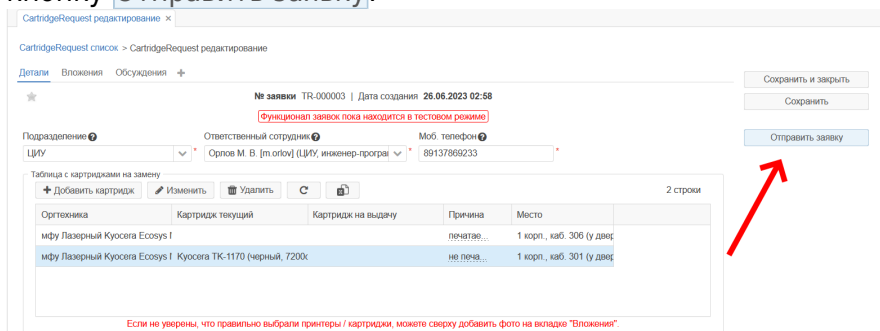 кнопку Отправить заявку.
CartridgeRequest редактирование ×
CartridgeRequest список > CartridgeRequest редактирование
Детали Вложения Обсуждения +
Сохранить и закрыть
№ заявки TR-000003 | Дата создания 26.06.2023 02:58
Сохранить
Функционал заявок пока находится в тестовом режиме
Подразделение Ответственный сотрудник Моб. телефон
Отправить заявку
ЦИУ * Орлов М. В. [m.orlov] (ЦИУ, инженер-програм * 89137869233 *
Таблица с картриджами на замену
Добавить картридж Изменить Удалить 2 строки
Оргтехника Картридж текущий Картридж на выдачу Причина Место
мфу Лазерный Kyocera Ecosys М печатае... 1 корп., каб. 306 (у двер
мфу Лазерный Kyocera Ecosys М Kyocera TK-1170 (черный, 7200с не печа... 1 корп., каб. 301 (у двер
Если не уверены, что правильно выбрали принтеры / картриджи, можете сверху добавить фото на вкладке "Вложения".